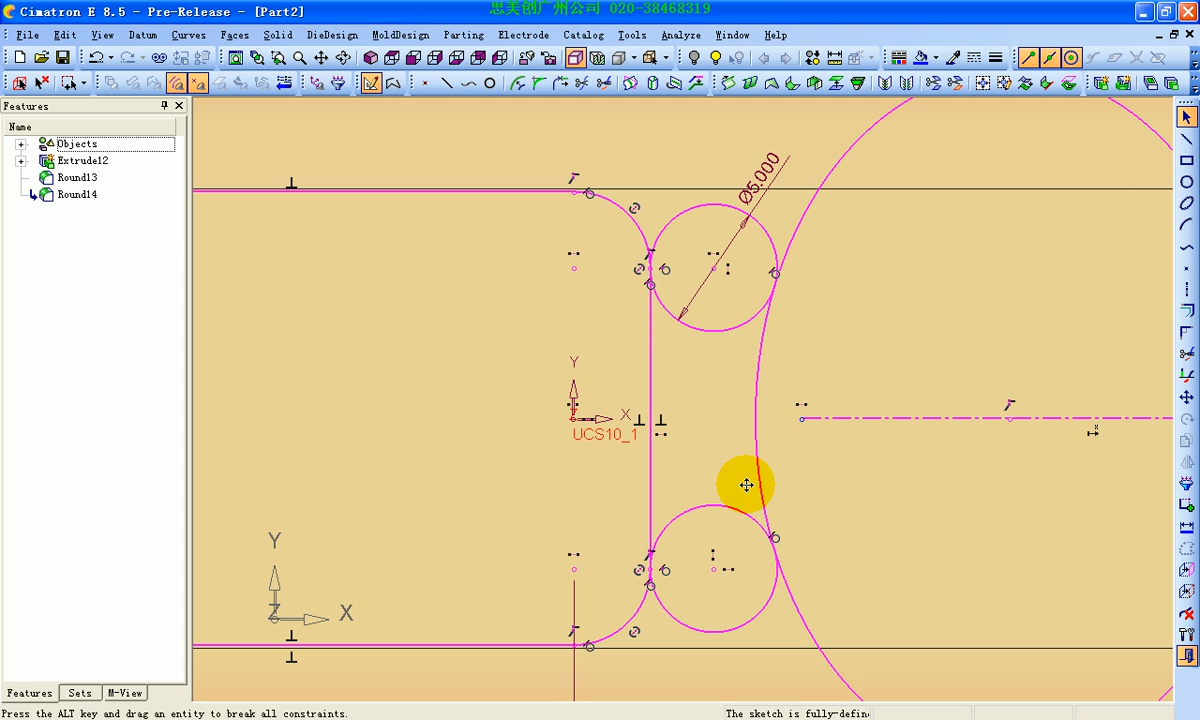 Cimatron E 8.5 - Pre-Release - [Part2]
思美创广州公司 020-38468319
File Edit View Datum Curves Faces Solid DieDesign MoldDesign Parting Electrode Catalog Tools Analyze Window Help
Features
Name
Objects
Extrude12
Round13
Round14
Ø5.000
Y
X
UCS10_1
Y
Z
X
x
Features Sets M-View
Press the ALT key and drag an entity to break all constraints.
The sketch is fully-defin